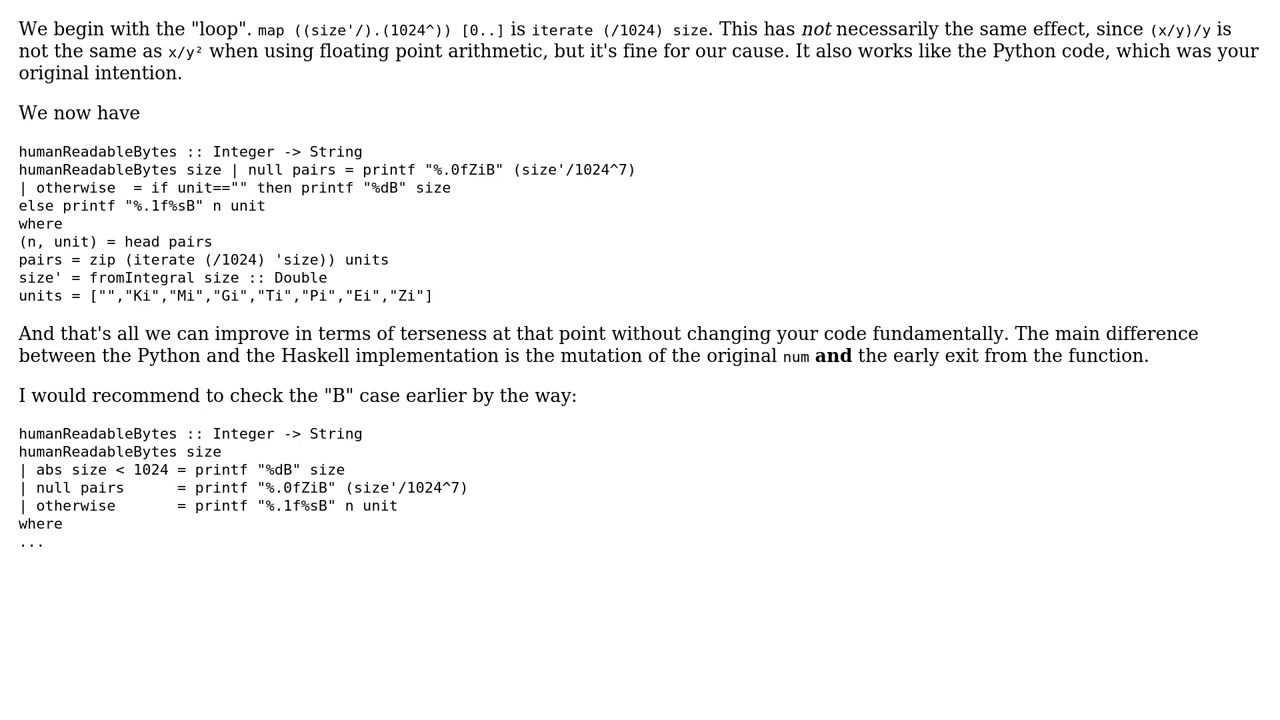 We begin with the "loop". map ((size'/).(1024^)) [0..] is iterate (/1024) size. This has not necessarily the same effect, since (x/y)/y is
not the same as x/y² when using floating point arithmetic, but it's fine for our cause. It also works like the Python code, which was your
original intention.
We now have
humanReadableBytes :: Integer -> String
humanReadableBytes size | null pairs = printf "%.0fZiB" (size'/1024^7)
| otherwise  = if unit=="" then printf "%dB" size
else printf "%.1f%sB" n unit
where
(n, unit) = head pairs
pairs = zip (iterate (/1024) 'size)) units
size' = fromIntegral size :: Double
units = ["","Ki","Mi","Gi","Ti","Pi","Ei","Zi"]
And that's all we can improve in terms of terseness at that point without changing your code fundamentally. The main difference
between the Python and the Haskell implementation is the mutation of the original num and the early exit from the function.
I would recommend to check the "B" case earlier by the way:
humanReadableBytes :: Integer -> String
humanReadableBytes size
| abs size < 1024 = printf "%dB" size
| null pairs      = printf "%.0fZiB" (size'/1024^7)
| otherwise       = printf "%.1f%sB" n unit
where
...